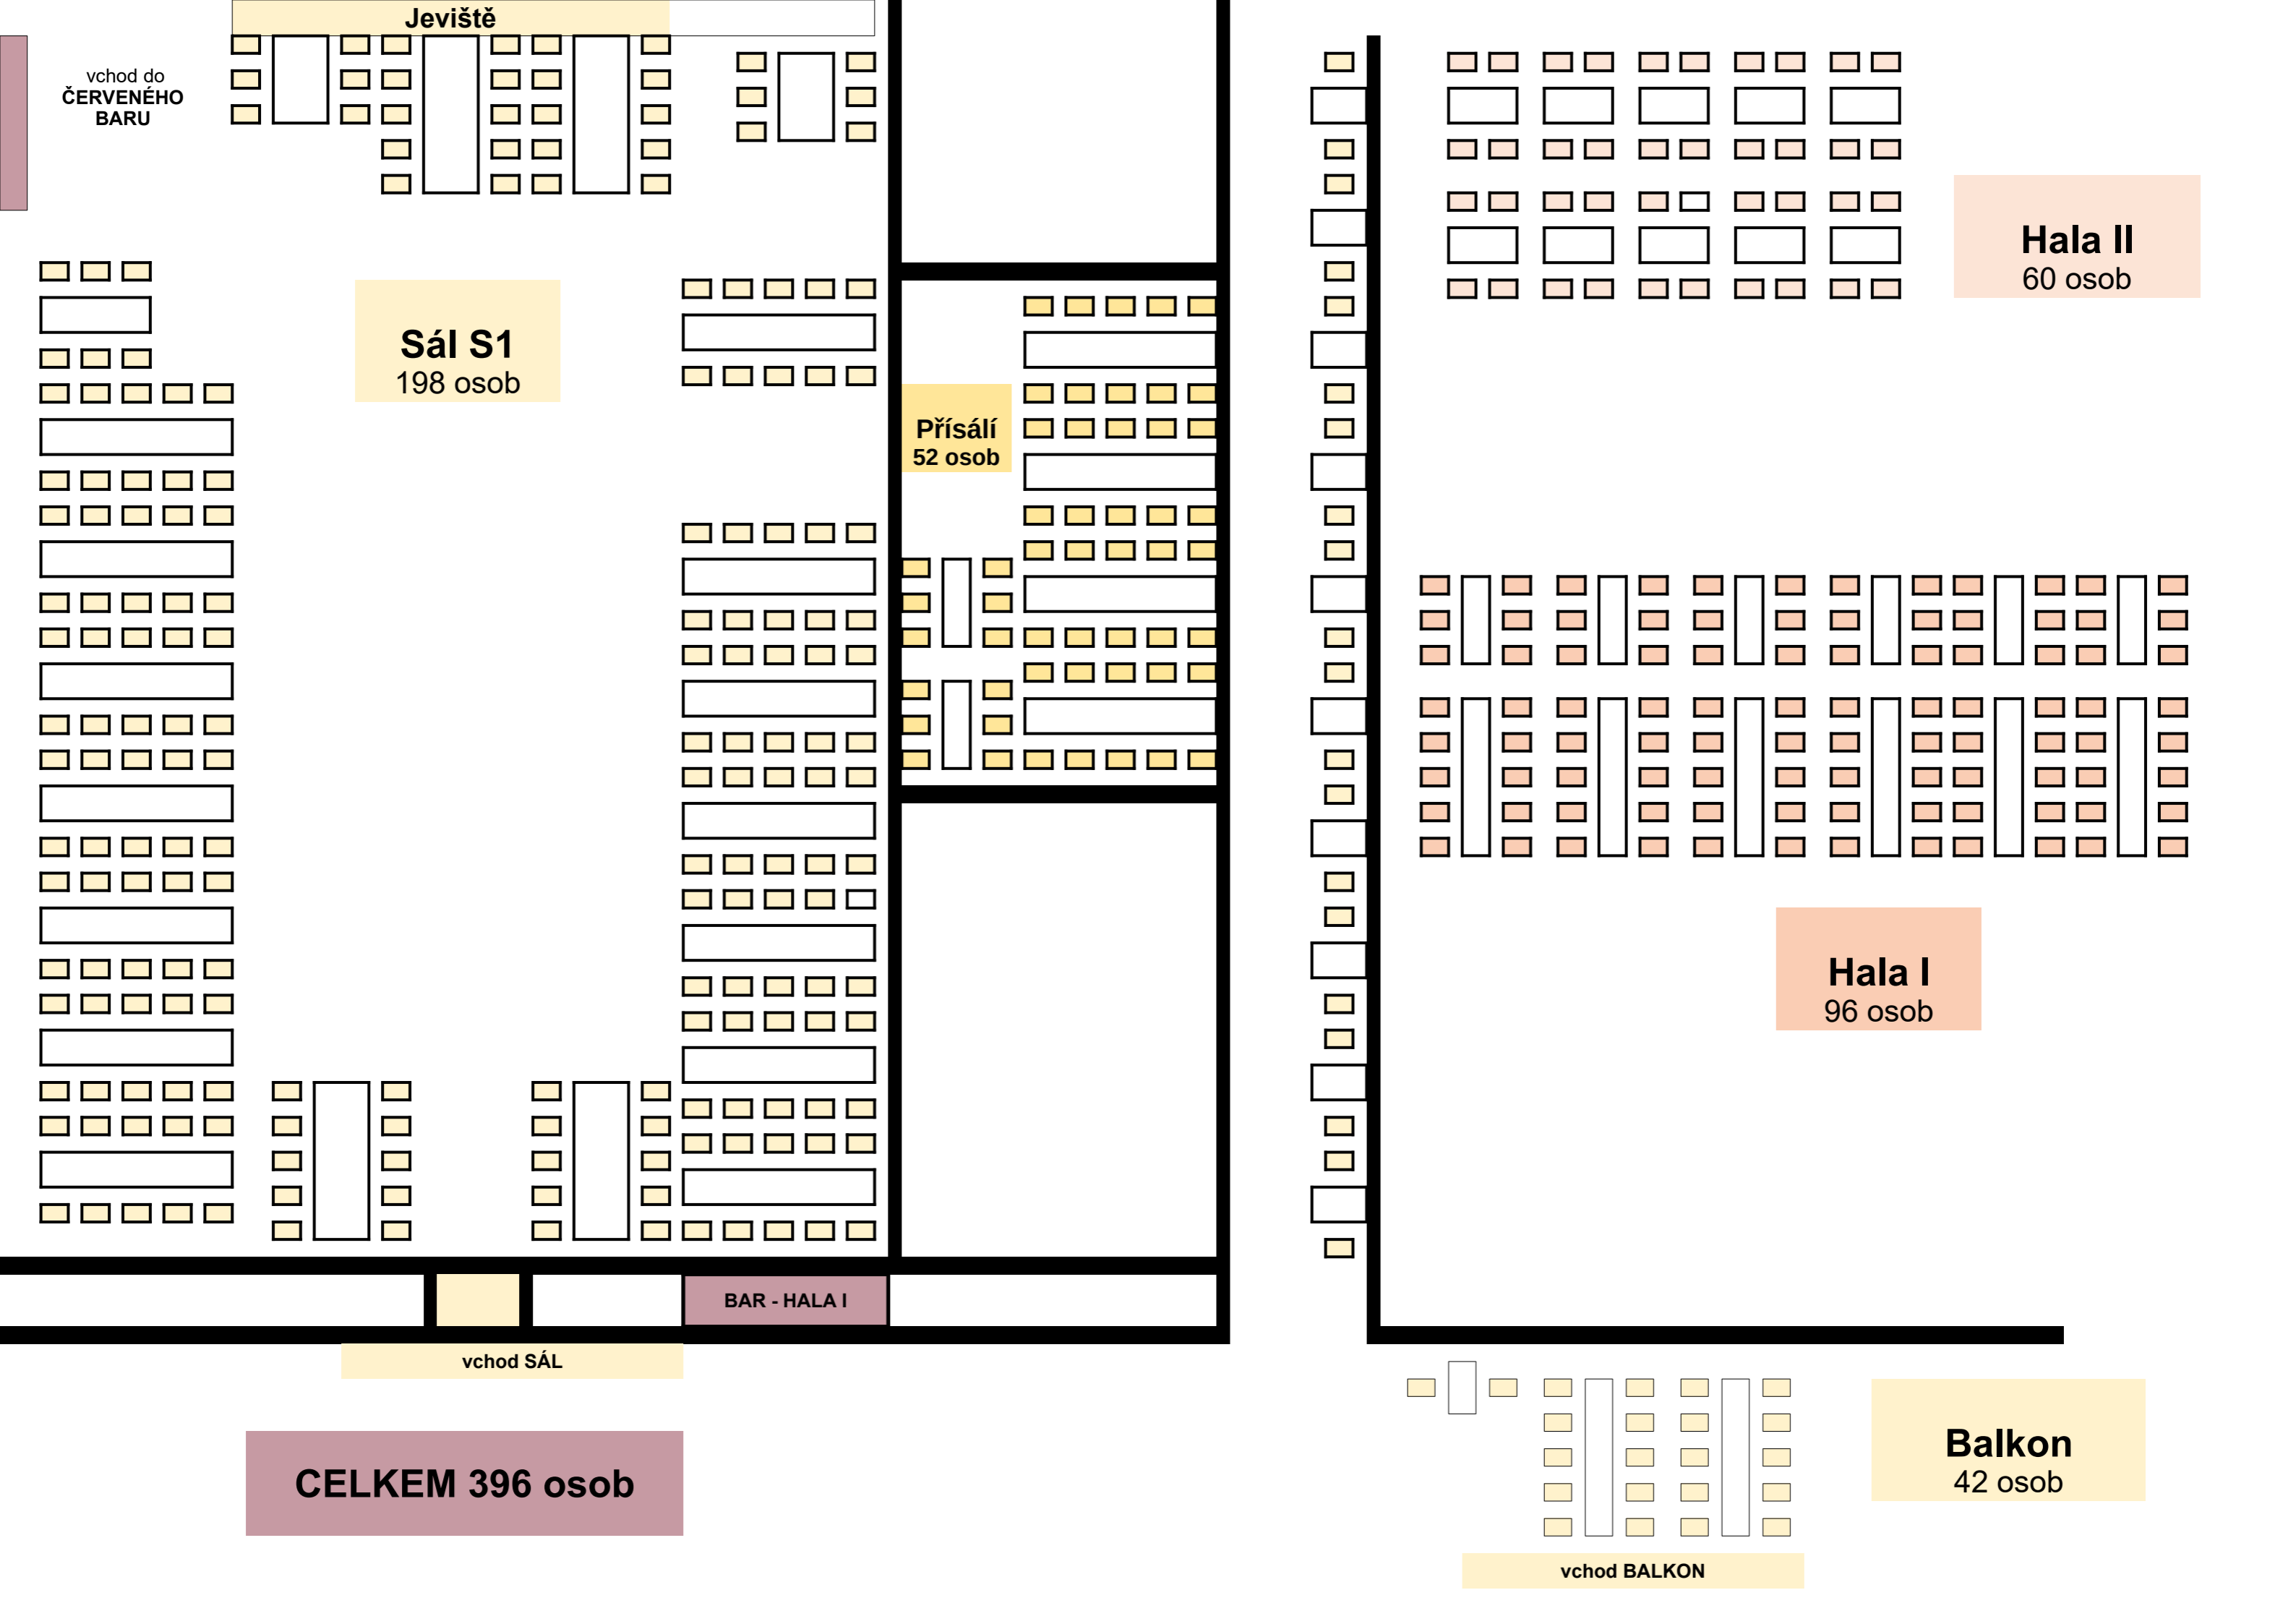 Jeviště
vchod do
ČERVENÉHO
BARU
Sál S1
198 osob
Přísálí
52 osob
Hala II
60 osob
Hala I
96 osob
BAR - HALA I
vchod SÁL
CELKEM 396 osob
Balkon
42 osob
vchod BALKON